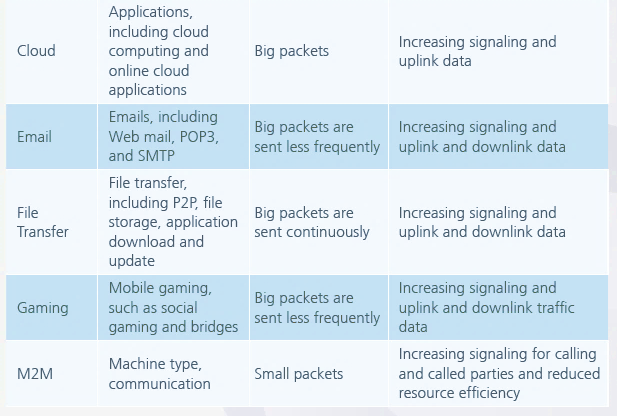 Cloud
Applications,
including cloud
computing and
online cloud
applications
Big packets
Increasing signaling and
uplink data
Email
Emails, including
Web mail, POP3,
and SMTP
Big packets are
sent less frequently
Increasing signaling and
uplink and downlink data
File
Transfer
File transfer,
including P2P, file
storage, application
download and
update
Big packets are
sent continuously
Increasing signaling and
uplink and downlink data
Gaming
Mobile gaming,
such as social
gaming and bridges
Big packets are
sent less frequently
Increasing signaling and
uplink and downlink traffic
data
M2M
Machine type,
communication
Small packets
Increasing signaling for calling
and called parties and reduced
resource efficiency